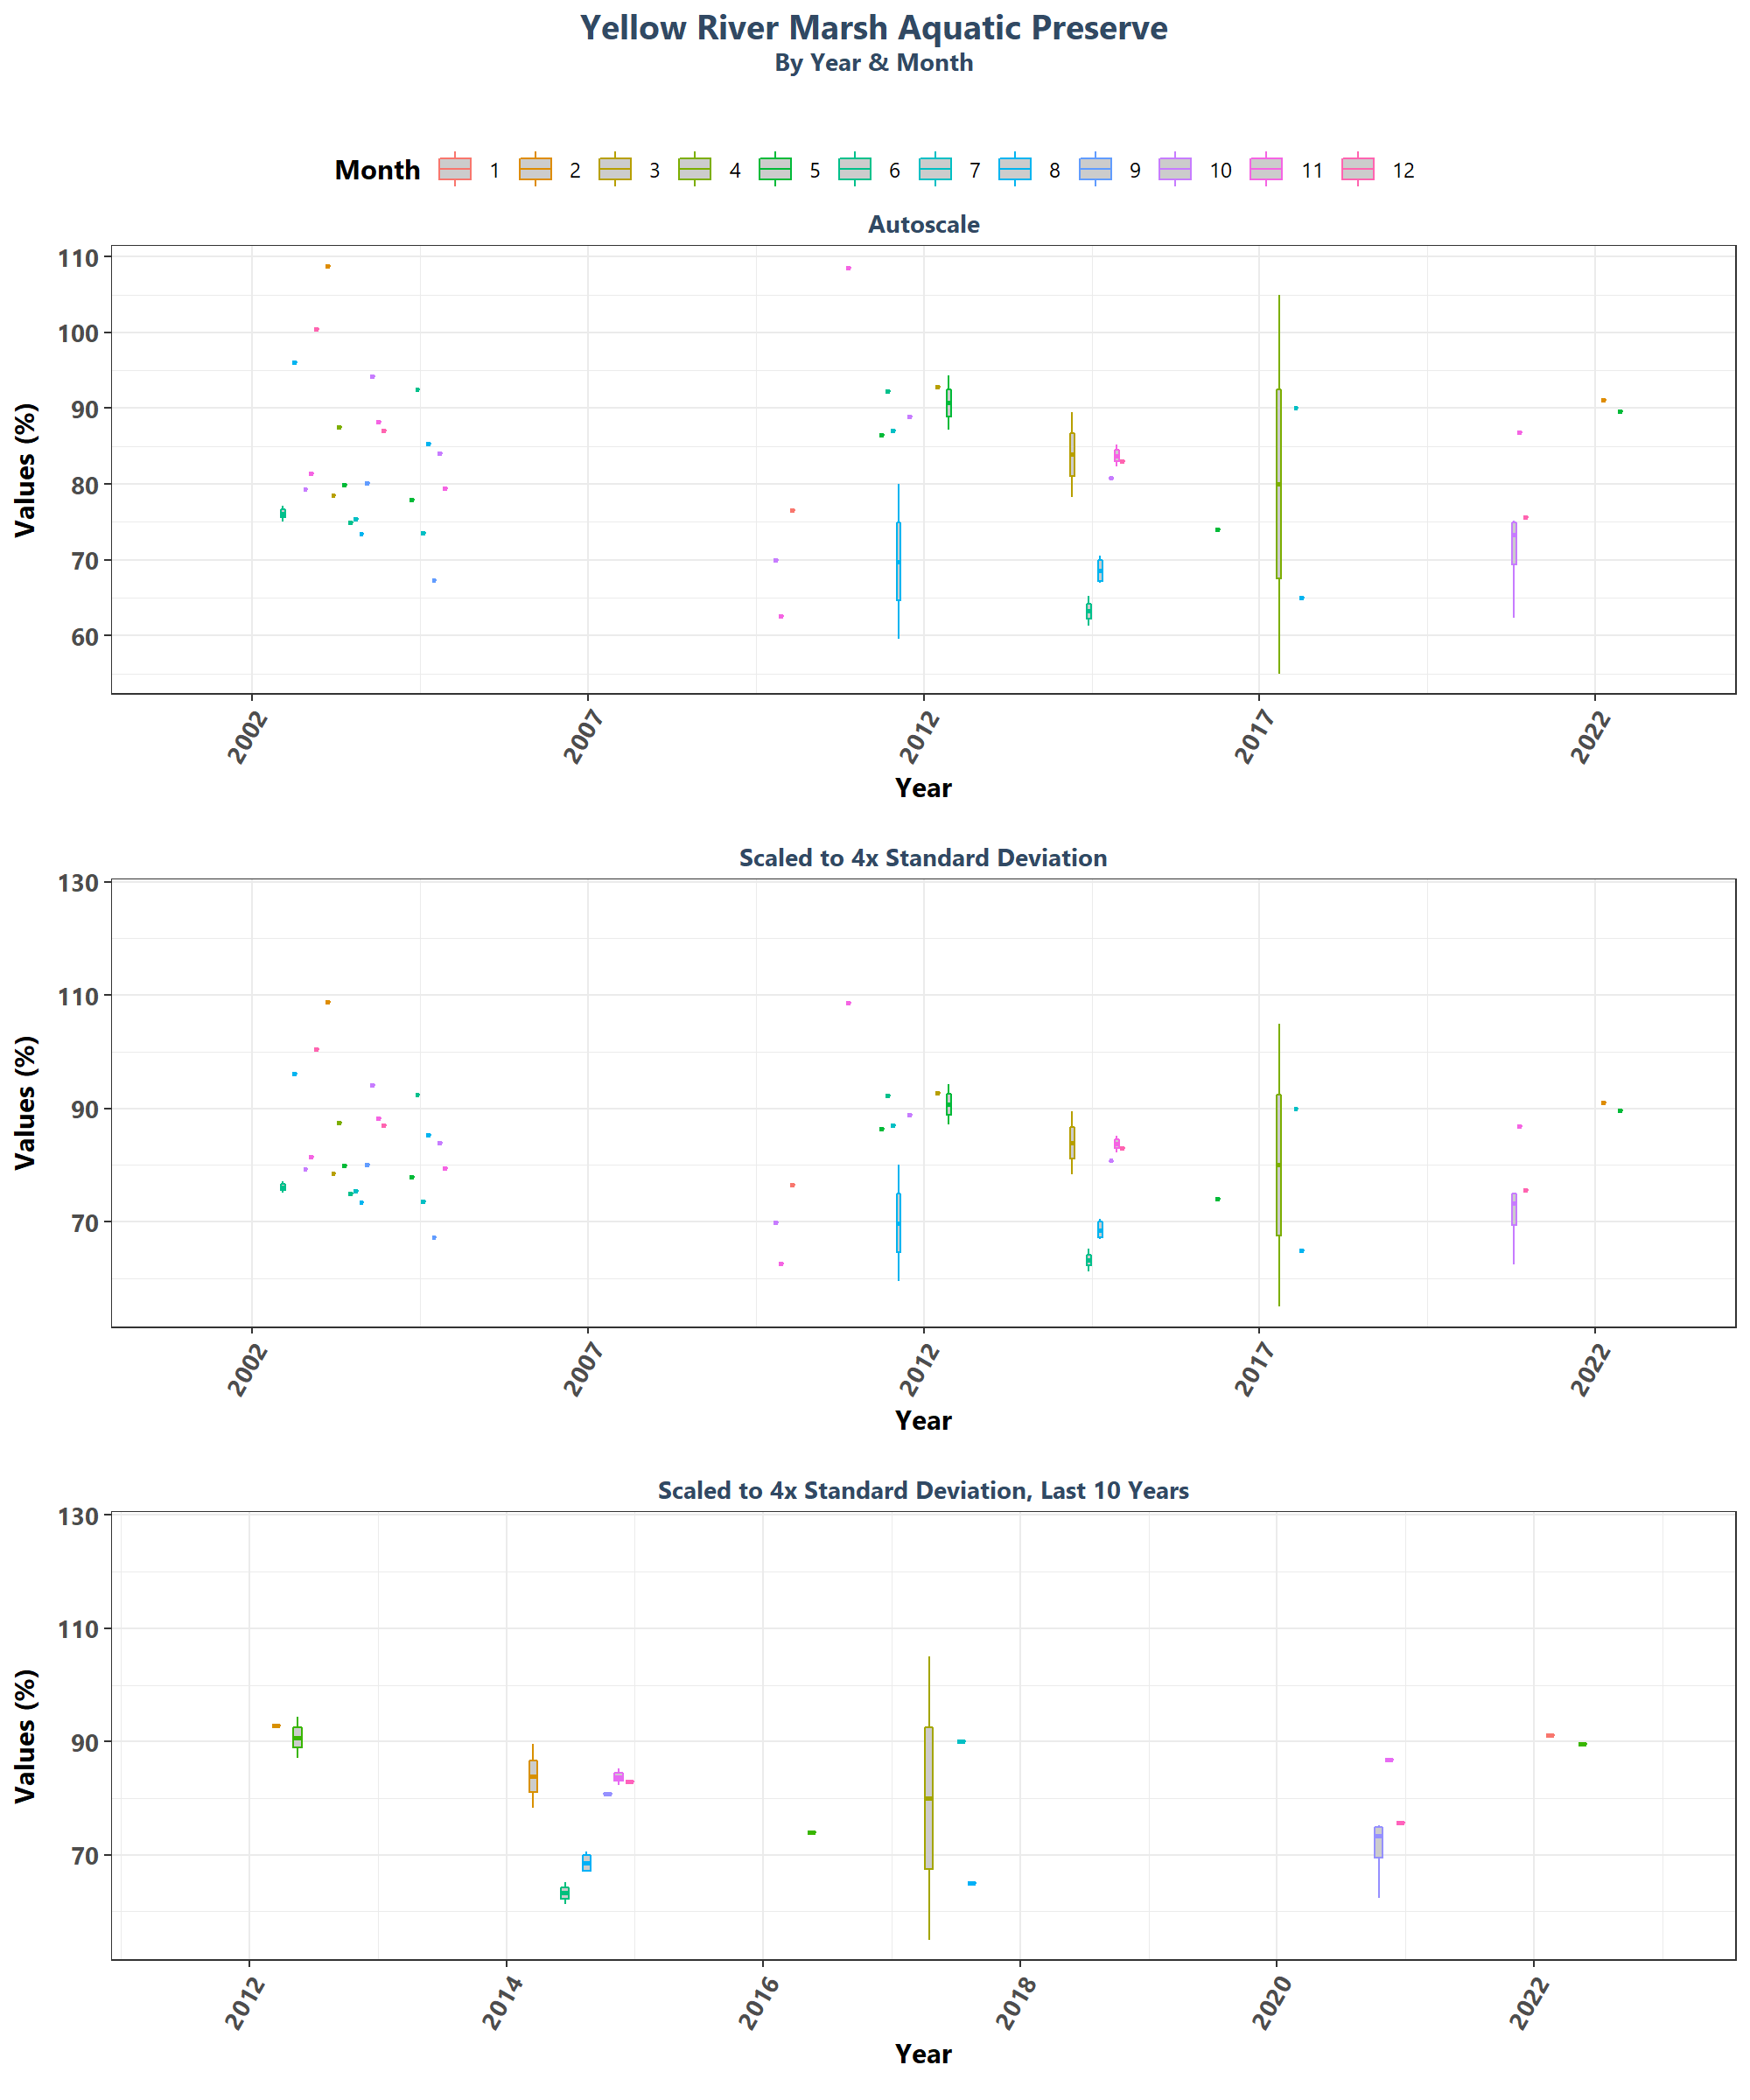 Yellow River Marsh Aquatic Preserve
By Year & Month
Month 1 2 3 4 5 6 7 8 9 10 11 12
Autoscale
110
100
90
80
70
60
Values (%)
2002 2007 2012 2017 2022
Year
Scaled to 4x Standard Deviation
130
110
90
70
Values (%)
2002 2007 2012 2017 2022
Year
Scaled to 4x Standard Deviation, Last 10 Years
130
110
90
70
Values (%)
2012 2014 2016 2018 2020 2022
Year